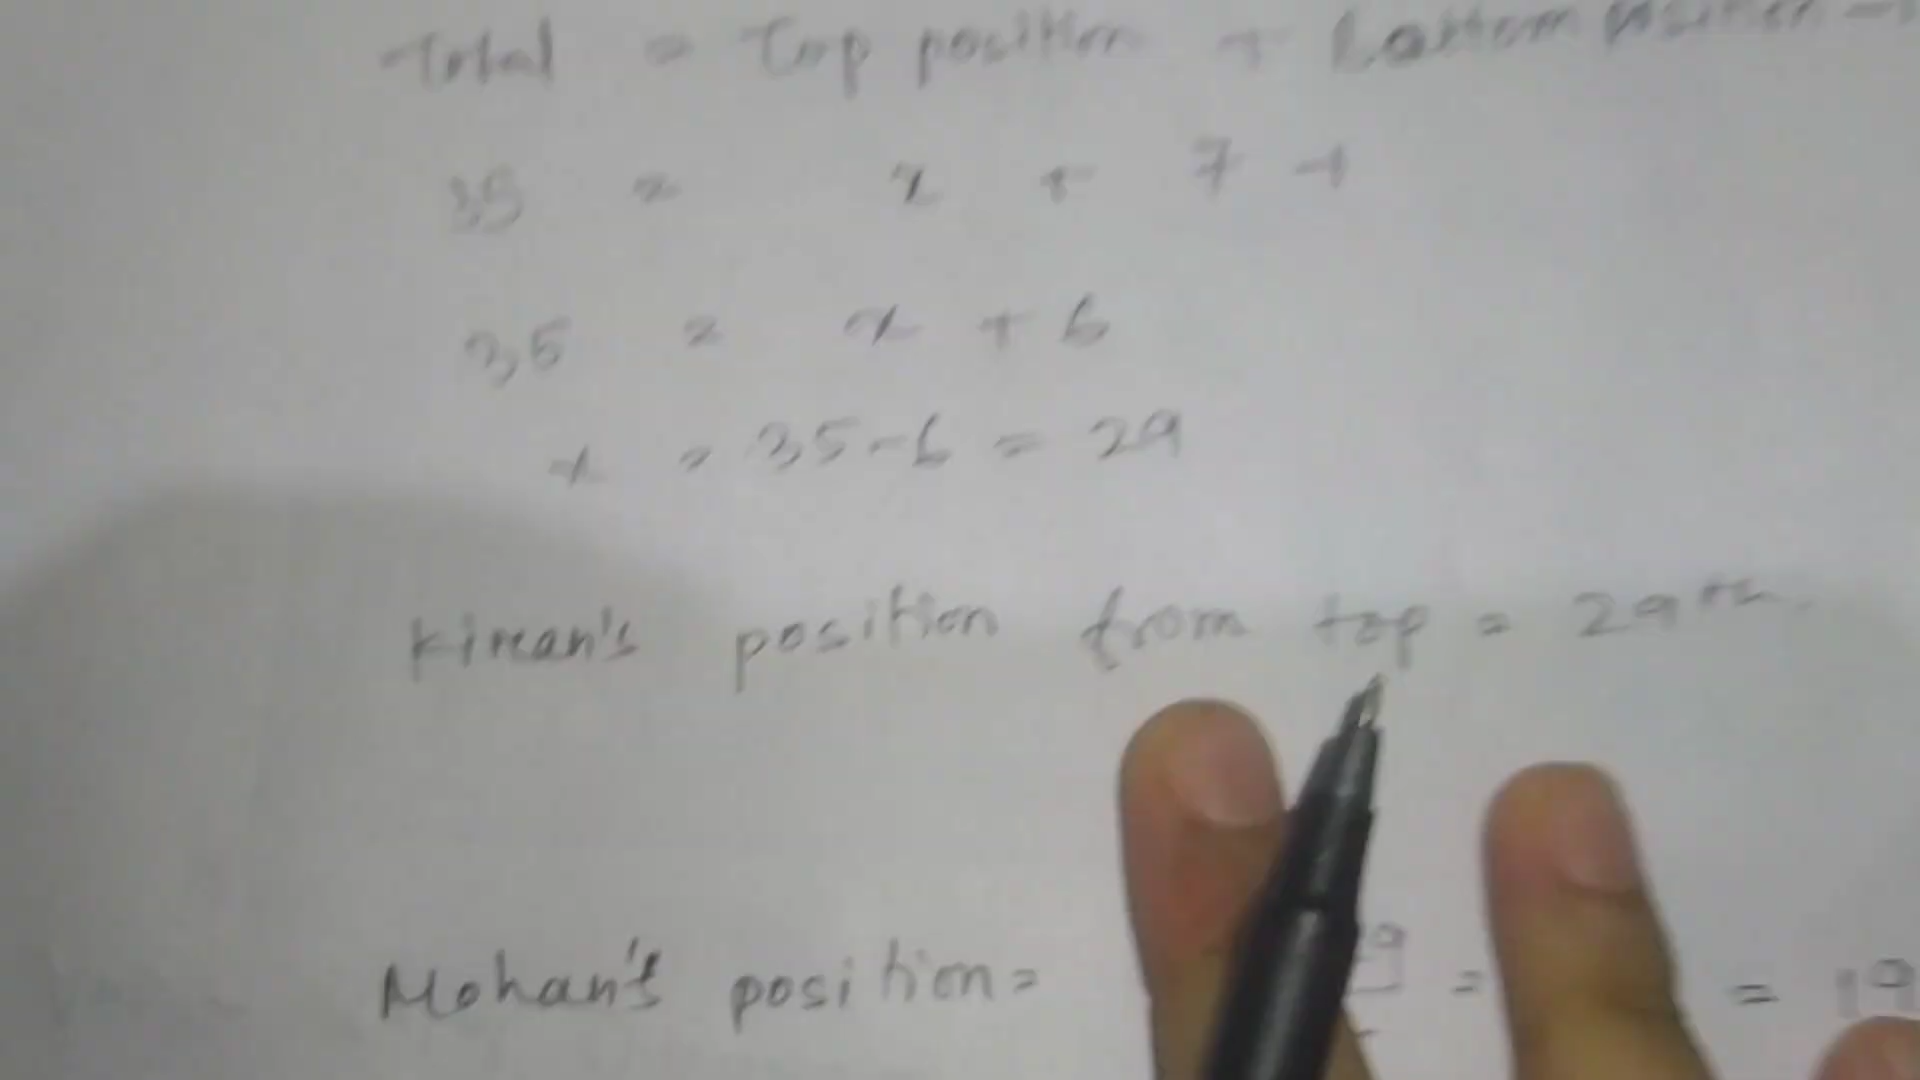 Total = Top position + Bottom position -
35 = x + 7 -1
35 = x + 6
x = 35-6 = 29
Kiran's position from top = 29th.
Mohan's position = = = 19